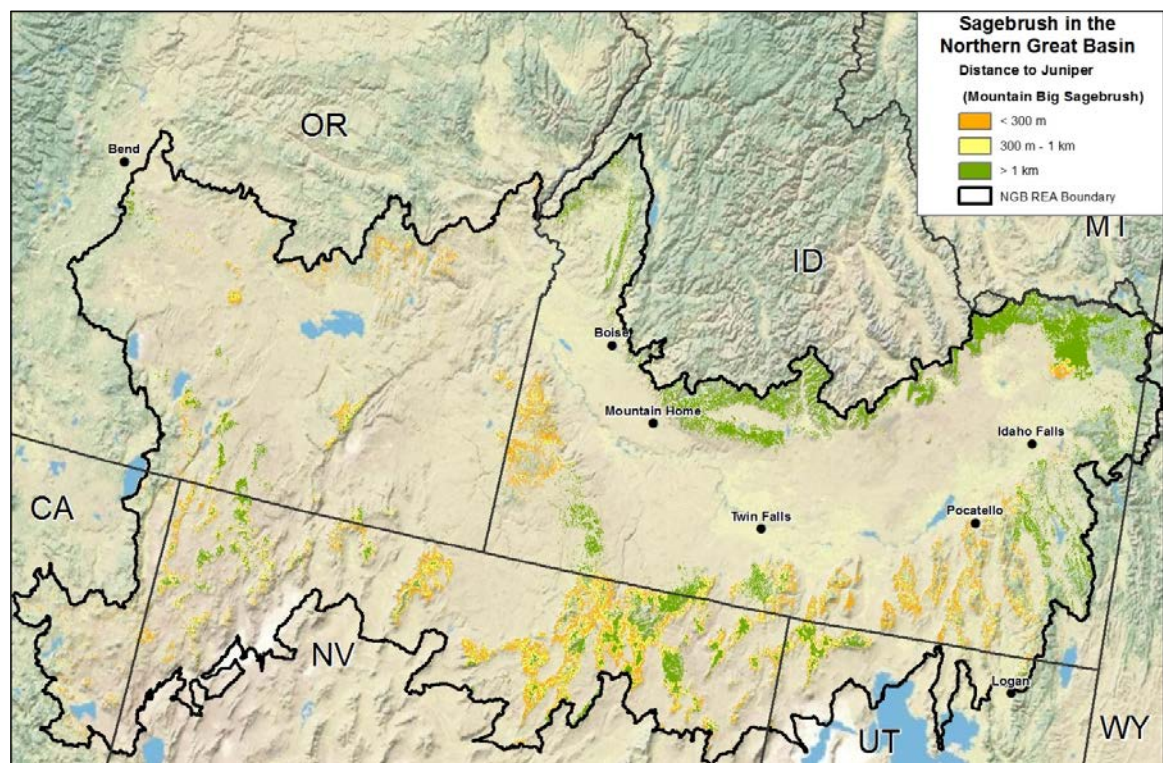 Sagebrush in the
Northern Great Basin
Distance to Juniper
(Mountain Big Sagebrush)
< 300 m
300 m - 1 km
> 1 km
NGB REA Boundary
OR
Bend
MT
ID
Boise
Mountain Home
Idaho Falls
CA
Twin Falls
Pocatello
NV
Logan
WY
UT